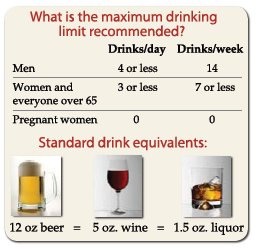 What is the maximum drinking
limit recommended?
Drinks/day Drinks/week
Men 4 or less 14
Women and
everyone over 65 3 or less 7 or less
Pregnant women 0 0
Standard drink equivalents:
12 oz beer = 5 oz. wine = 1.5 oz. liquor